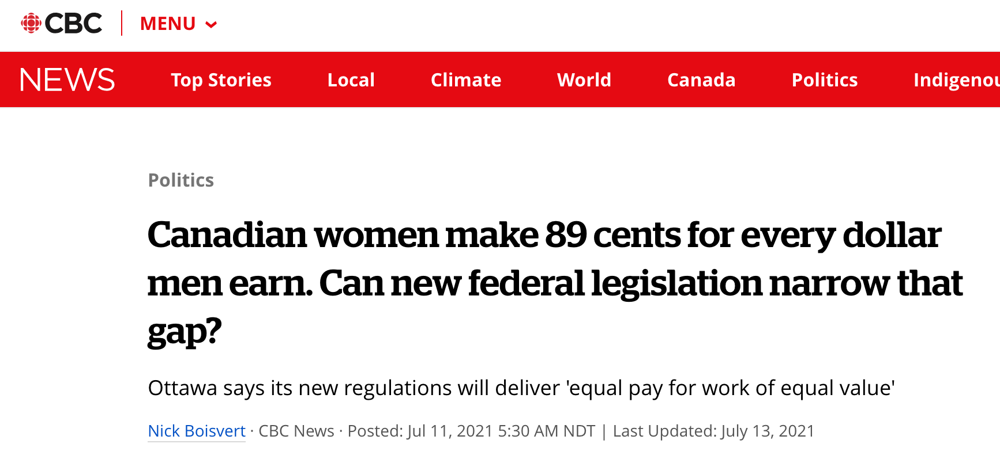 CBC MENU
NEWS Top Stories Local Climate World Canada Politics Indigenou
Politics
Canadian women make 89 cents for every dollar
men earn. Can new federal legislation narrow that
gap?
Ottawa says its new regulations will deliver 'equal pay for work of equal value'
Nick Boisvert · CBC News · Posted: Jul 11, 2021 5:30 AM NDT | Last Updated: July 13, 2021